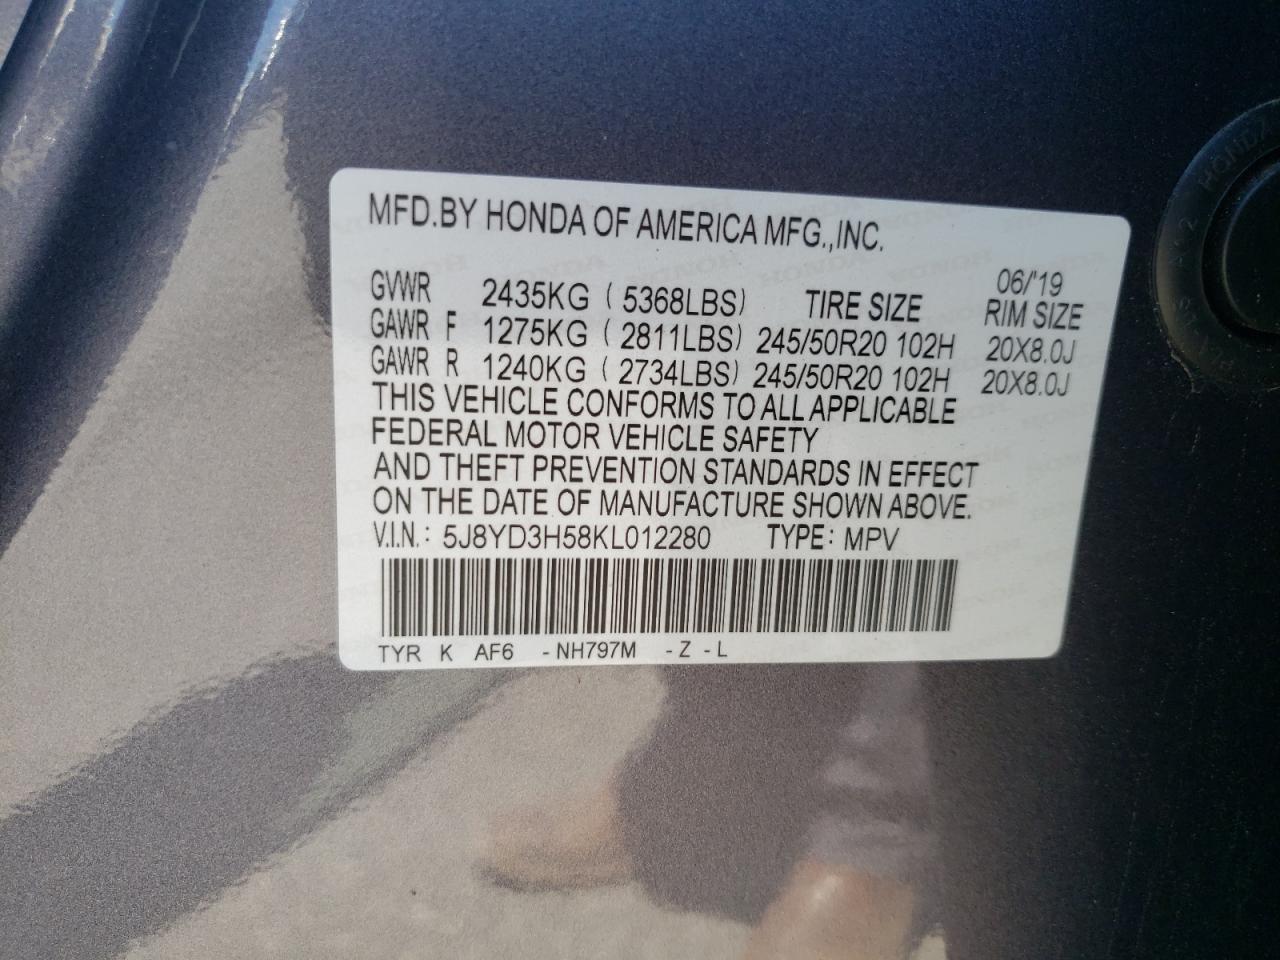 MFD.BY HONDA OF AMERICA MFG.,INC.
06/'19
GVWR 2435KG ( 5368LBS) TIRE SIZE RIM SIZE
GAWR F 1275KG ( 2811LBS) 245/50R20 102H 20X8.0J
GAWR R 1240KG ( 2734LBS) 245/50R20 102H 20X8.0J
THIS VEHICLE CONFORMS TO ALL APPLICABLE
FEDERAL MOTOR VEHICLE SAFETY
AND THEFT PREVENTION STANDARDS IN EFFECT
ON THE DATE OF MANUFACTURE SHOWN ABOVE.
V.I.N.: 5J8YD3H58KL012280 TYPE: MPV
TYR K AF6 -NH797M -Z -L
HONDA